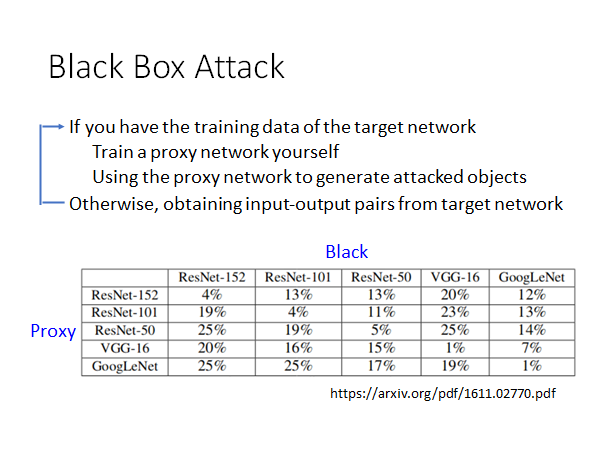 Black Box Attack
If you have the training data of the target network
Train a proxy network yourself
Using the proxy network to generate attacked objects
Otherwise, obtaining input-output pairs from target network
Black
ResNet-152 ResNet-101 ResNet-50 VGG-16 GoogLeNet
ResNet-152 4% 13% 13% 20% 12%
ResNet-101 19% 4% 11% 23% 13%
Proxy
ResNet-50 25% 19% 5% 25% 14%
VGG-16 20% 16% 15% 1% 7%
GoogLeNet 25% 25% 17% 19% 1%
https://arxiv.org/pdf/1611.02770.pdf